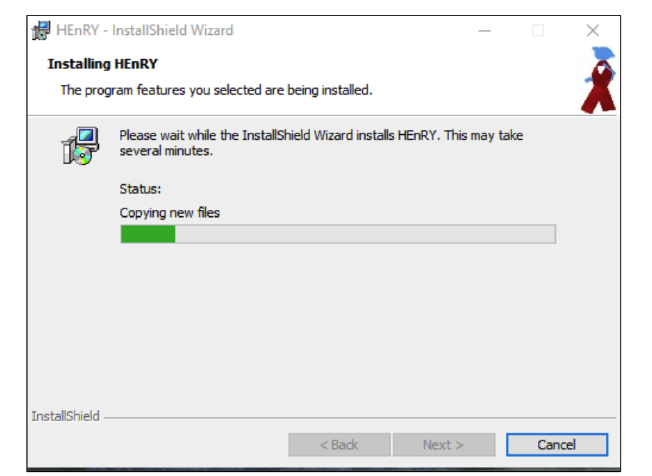 HEnRY - InstallShield Wizard
Installing HEnRY
The program features you selected are being installed.
Please wait while the InstallShield Wizard installs HEnRY. This may take
several minutes.
Status:
Copying new files
InstallShield
< Back
Next >
Cancel